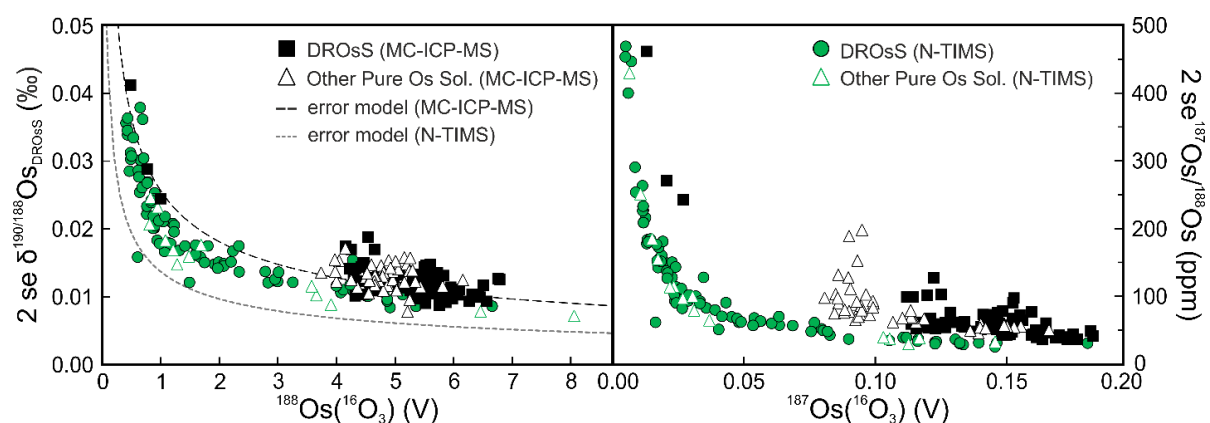 2 se δ¹⁹⁰/¹⁸⁸Os_DROsS (‰)
0.05
0.04
0.03
0.02
0.01
0.00
DROsS (MC-ICP-MS)
Other Pure Os Sol. (MC-ICP-MS)
error model (MC-ICP-MS)
error model (N-TIMS)
0 1 2 3 4 5 6 7 8
¹⁸⁸Os(¹⁶O₃) (V)
DROsS (N-TIMS)
Other Pure Os Sol. (N-TIMS)
0.00 0.05 0.10 0.15 0.20
¹⁸⁷Os(¹⁶O₃) (V)
500
400
300
200
100
0
2 se ¹⁸⁷Os/¹⁸⁸Os (ppm)